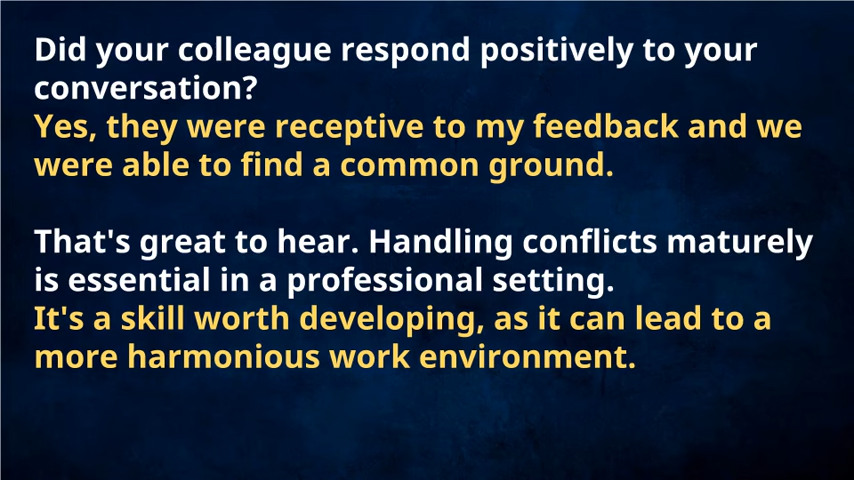 Did your colleague respond positively to your
conversation?
Yes, they were receptive to my feedback and we
were able to find a common ground.
That's great to hear. Handling conflicts maturely
is essential in a professional setting.
It's a skill worth developing, as it can lead to a
more harmonious work environment.